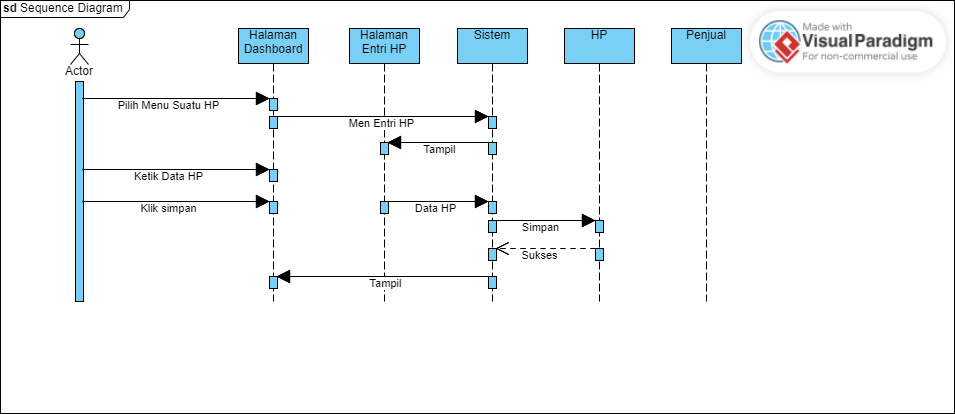 sd Sequence Diagram
Made with
Visual Paradigm
For non-commercial use
Actor
Halaman
Dashboard
Halaman
Entri HP
Sistem
HP
Penjual
Pilih Menu Suatu HP
Men Entri HP
Tampil
Ketik Data HP
Klik simpan
Data HP
Simpan
Sukses
Tampil